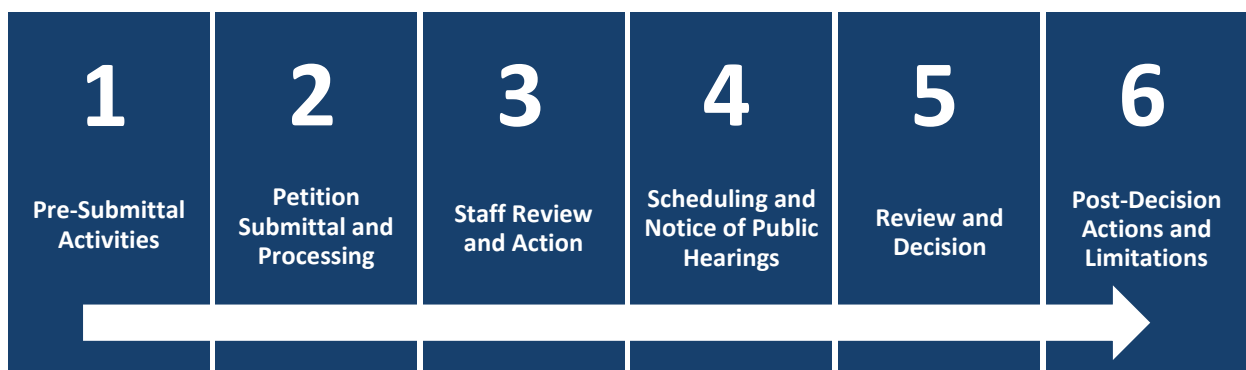 1
Pre-Submittal
Activities
2
Petition
Submittal and
Processing
3
Staff Review
and Action
4
Scheduling and
Notice of Public
Hearings
5
Review and
Decision
6
Post-Decision
Actions and
Limitations